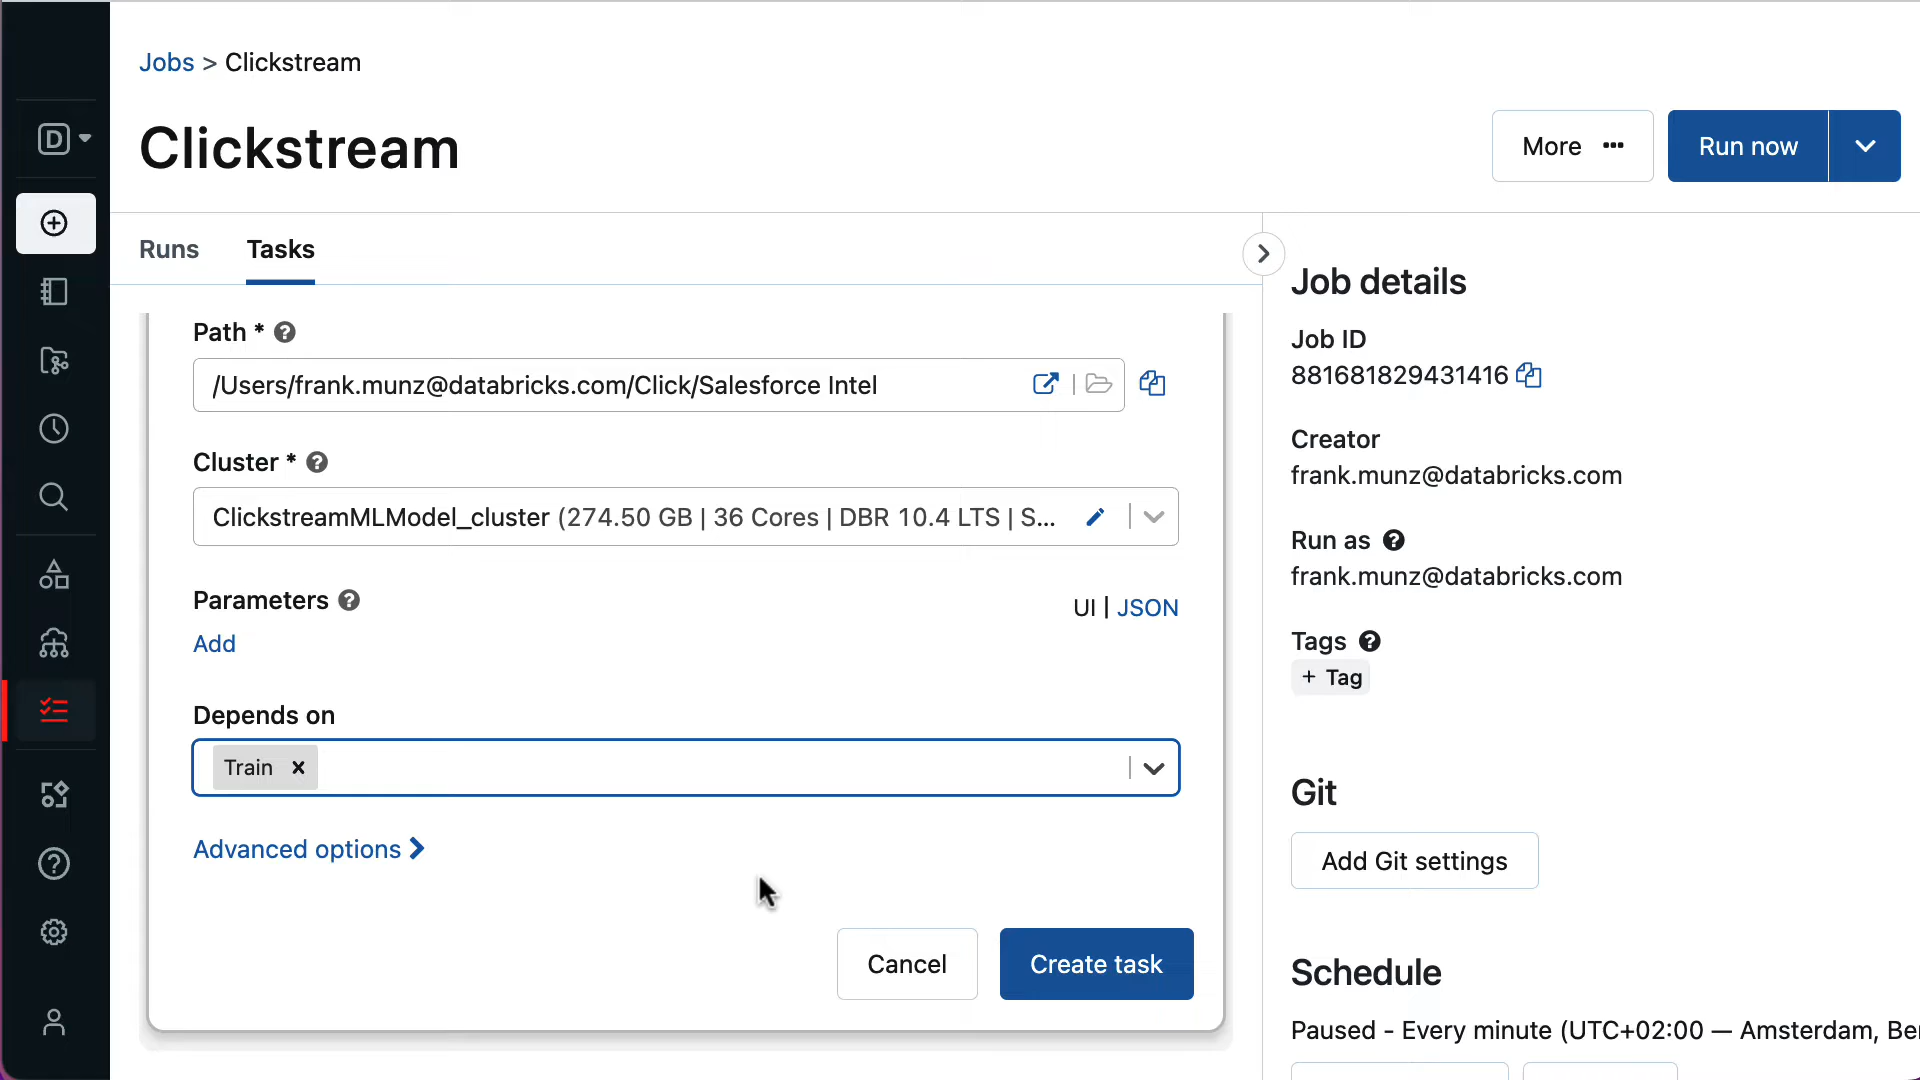 Jobs > Clickstream
D
Clickstream
More ···
Run now
Runs
Tasks
Path *
/Users/frank.munz@databricks.com/Click/Salesforce Intel
Cluster *
ClickstreamMLModel_cluster (274.50 GB | 36 Cores | DBR 10.4 LTS | S...
Parameters
UI | JSON
Add
Depends on
Train
Advanced options
Cancel
Create task
Job details
Job ID
881681829431416
Creator
frank.munz@databricks.com
Run as
frank.munz@databricks.com
Tags
+ Tag
Git
Add Git settings
Schedule
Paused - Every minute (UTC+02:00 — Amsterdam, Be